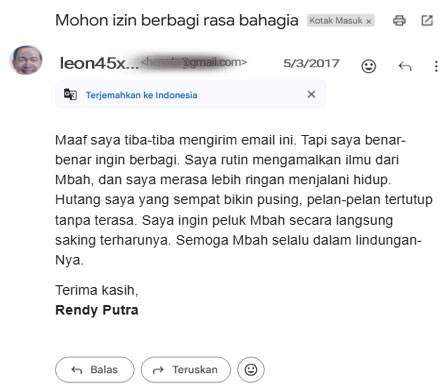 Mohon izin berbagi rasa bahagia Kotak Masuk ×
leon45x... @gmail.com> 5/3/2017
Terjemahkan ke Indonesia ×
Maaf saya tiba-tiba mengirim email ini. Tapi saya benar-
benar ingin berbagi. Saya rutin mengamalkan ilmu dari
Mbah, dan saya merasa lebih ringan menjalani hidup.
Hutang saya yang sempat bikin pusing, pelan-pelan tertutup
tanpa terasa. Saya ingin peluk Mbah secara langsung
saking terharunya. Semoga Mbah selalu dalam lindungan-
Nya.
Terima kasih,
Rendy Putra
Balas Teruskan